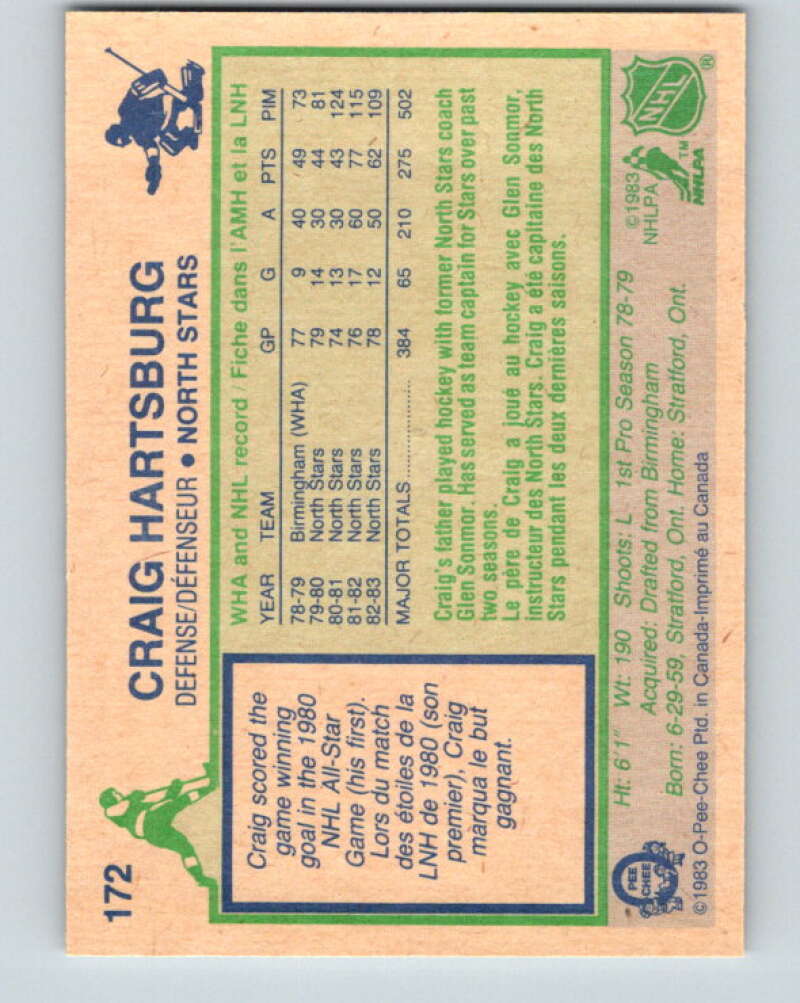 172
CRAIG HARTSBURG
DEFENSE/DÉFENSEUR • NORTH STARS
Craig scored the
game winning
goal in the 1980
NHL All-Star
Game (his first).
Lors du match
des étoiles de la
LNH de 1980 (son
premier), Craig
marqua le but
gagnant.
WHA and NHL record / Fiche dans l'AMH et la LNH
YEAR TEAM GP G A PTS PIM
78-79 Birmingham (WHA) 77 9 40 49 73
79-80 North Stars 79 14 30 44 81
80-81 North Stars 74 13 30 43 124
81-82 North Stars 76 17 60 77 115
82-83 North Stars 78 12 50 62 109
MAJOR TOTALS .................. 384 65 210 275 502
Craig's father played hockey with former North Stars coach
Glen Sonmor. Has served as team captain for Stars over past
two seasons.
Le père de Craig a joué au hockey avec Glen Sonmor,
instructeur des North Stars. Craig a été capitaine des North
Stars pendant les deux dernières saisons.
Ht: 6'1" Wt: 190 Shoots: L 1st Pro Season 78-79
Acquired: Drafted from Birmingham
Born: 6-29-59, Stratford, Ont. Home: Stratford, Ont.
©1983 O-Pee-Chee Ptd. in Canada-Imprimé au Canada
O
PEE
CHEE
©1983
NHLPA
NHLPA
TM
NHL
®